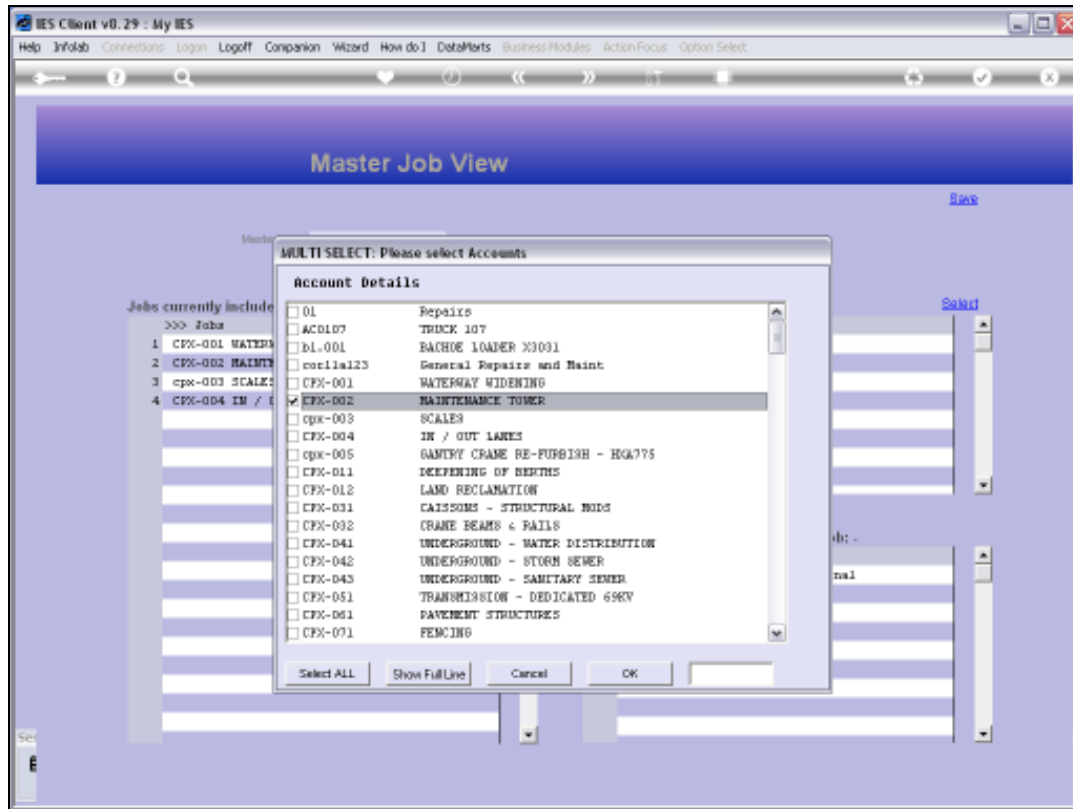 IES Client v8.29 : My IES
Help Infolab Connections Logon Logoff Companion Wizard How do I DataMarts Business Modules Action Focus Option Select
Master Job View
Save
Master
MULTI SELECT: Please select Accounts
Account Details
Jobs currently include
Select
>>> Jobs
1 CPX-001 WATERW
2 CPX-002 MAINTE
3 cpx-003 SCALES
4 CPX-004 IN / O
01 Repairs
AC0107 TRUCK 107
bl.001 BACHOE LOADER X3031
corlla123 General Repairs and Maint
CPX-001 WATERWAY WIDENING
CPX-002 MAINTENANCE TOWER
cpx-003 SCALES
CPX-004 IN / OUT LANES
cpx-005 GANTRY CRANE RE-FURBISH - HXA775
CPX-011 DEEPENING OF BERTHS
CPX-012 LAND RECLAMATION
CPX-031 CAISSONS - STRUCTURAL MODS
CPX-032 CRANE BEAMS & RAILS
CPX-041 UNDERGROUND - WATER DISTRIBUTION
CPX-042 UNDERGROUND - STORM SEWER
CPX-043 UNDERGROUND - SANITARY SEWER
CPX-051 TRANSMISSION - DEDICATED 69KV
CPX-061 PAVEMENT STRUCTURES
CPX-071 FENCING
ob: -
nal
Select ALL Show Full Line Cancel OK
Se